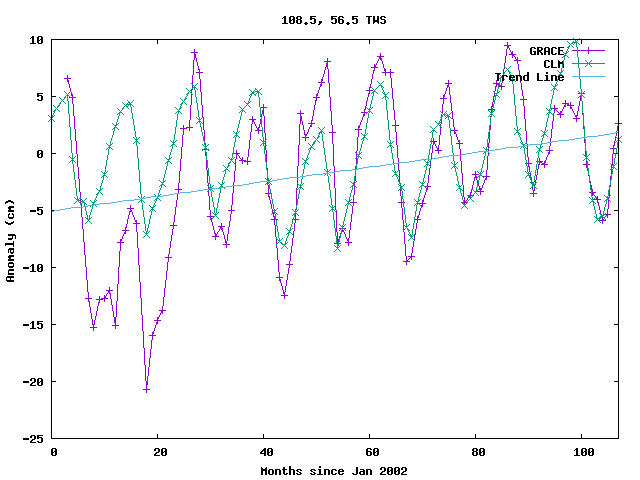 108.5, 56.5 TWS
GRACE
CLM
Trend Line
10
5
0
-5
-10
-15
-20
-25
Anomaly (cm)
0 20 40 60 80 100
Months since Jan 2002